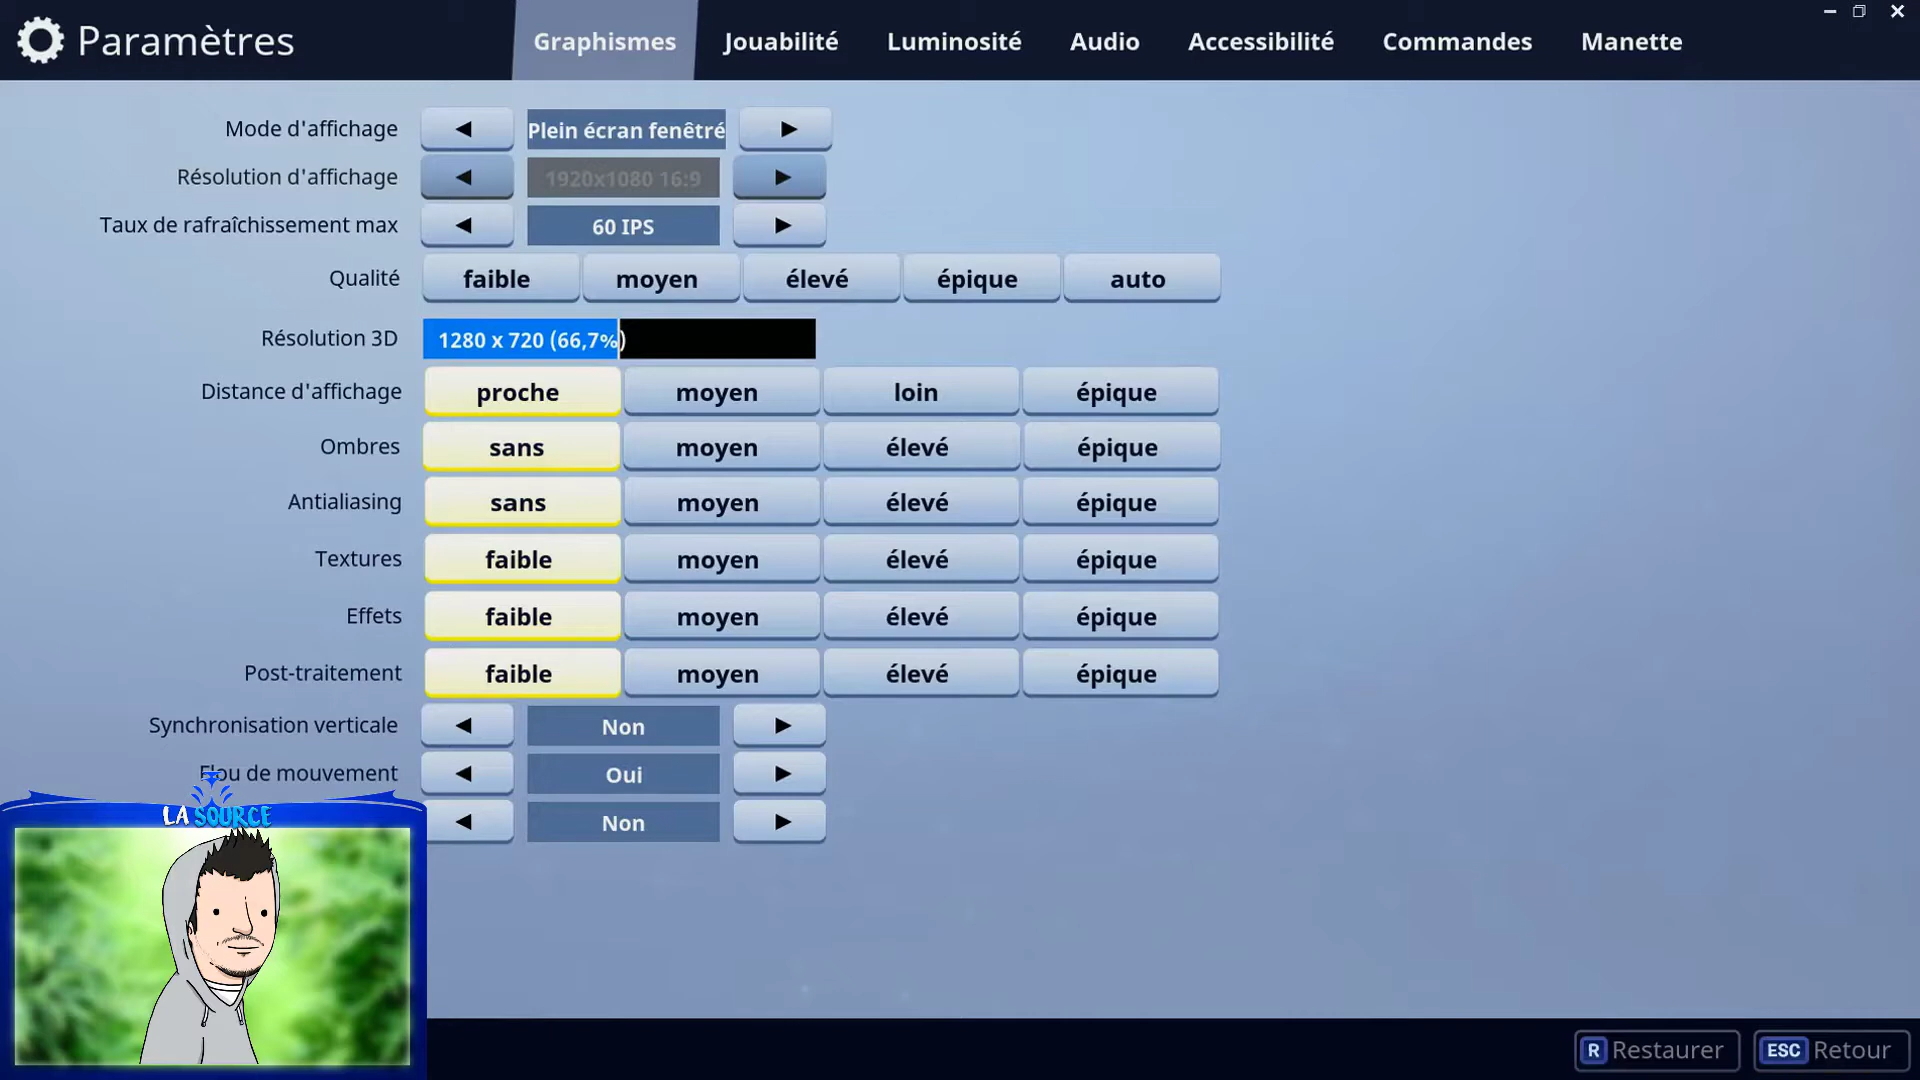 Paramètres
Graphismes
Jouabilité
Luminosité
Audio
Accessibilité
Commandes
Manette
Mode d'affichage
Plein écran fenêtré
Résolution d'affichage
1920x1080 16:9
Taux de rafraîchissement max
60 IPS
Qualité
faible moyen élevé épique auto
Résolution 3D
1280 x 720 (66,7%)
Distance d'affichage
proche moyen loin épique
Ombres
sans moyen élevé épique
Antialiasing
sans moyen élevé épique
Textures
faible moyen élevé épique
Effets
faible moyen élevé épique
Post-traitement
faible moyen élevé épique
Synchronisation verticale
Non
Flou de mouvement
Oui
Non
LA SOURCE
R Restaurer
ESC Retour